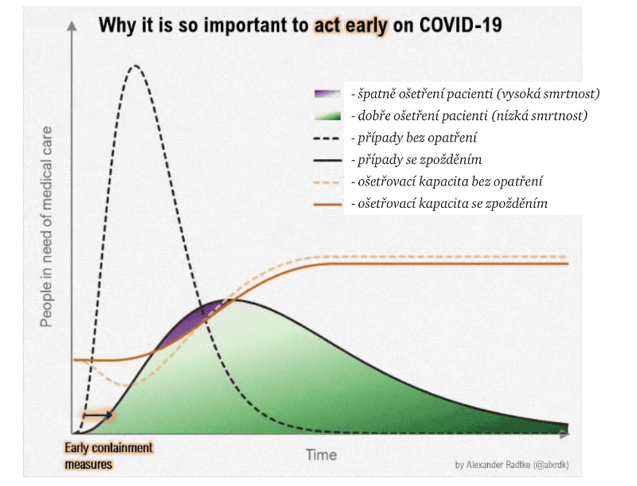 Why it is so important to act early on COVID-19
- špatně ošetření pacienti (vysoká smrtnost)
- dobře ošetření pacienti (nízká smrtnost)
- případy bez opatření
- případy se zpožděním
- ošetřovací kapacita bez opatření
- ošetřovací kapacita se zpožděním
People in need of medical care
Early containment
measures
Time
by Alexander Radtke (@alxrdk)